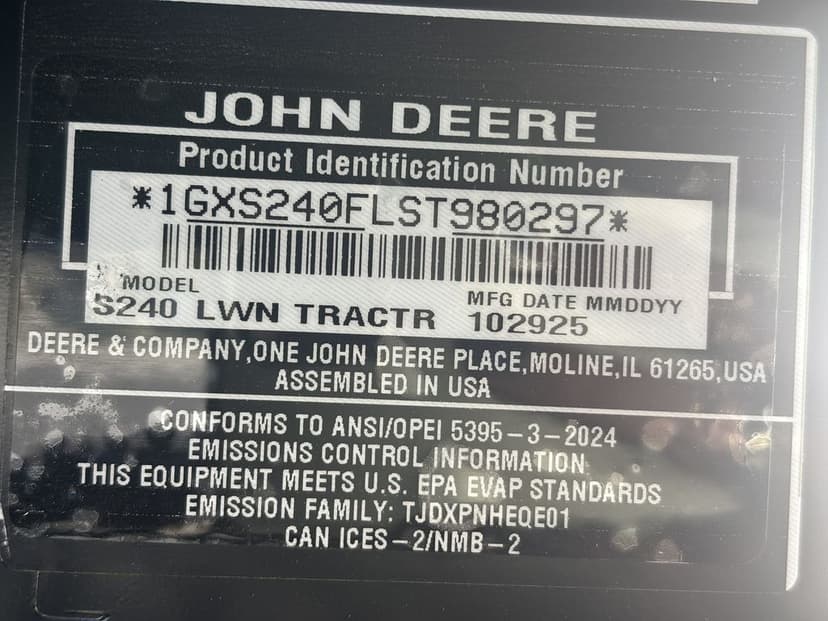 JOHN DEERE
Product Identification Number
*1GXS240FLST980297*
MODEL
S240 LWN TRACTR
MFG DATE MMDDYY
102925
DEERE & COMPANY,ONE JOHN DEERE PLACE,MOLINE,IL 61265,USA
ASSEMBLED IN USA
CONFORMS TO ANSI/OPEI 5395-3-2024
EMISSIONS CONTROL INFORMATION
THIS EQUIPMENT MEETS U.S. EPA EVAP STANDARDS
EMISSION FAMILY: TJDXPNHEQE01
CAN ICES-2/NMB-2